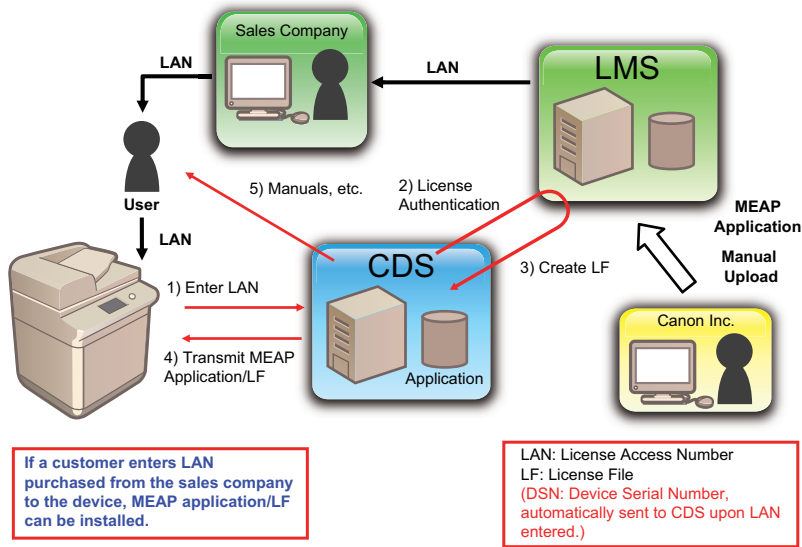 Sales Company
LMS
LAN
LAN
User
5) Manuals, etc.
2) License
Authentication
MEAP
Application
Manual
Upload
LAN
CDS
3) Create LF
1) Enter LAN
4) Transmit MEAP
Application/LF
Application
Canon Inc.
If a customer enters LAN
purchased from the sales company
to the device, MEAP application/LF
can be installed.
LAN: License Access Number
LF: License File
(DSN: Device Serial Number,
automatically sent to CDS upon LAN
entered.)